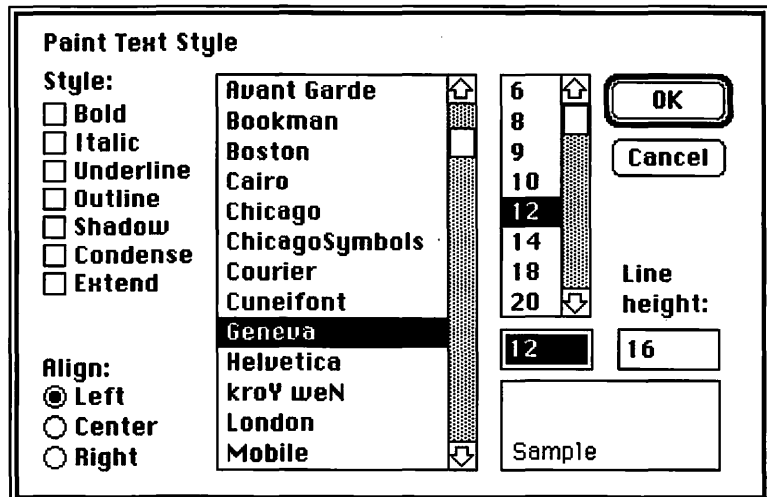 Paint Text Style
Style:
Bold
Italic
Underline
Outline
Shadow
Condense
Extend
Align:
Left
Center
Right
Avant Garde
Bookman
Boston
Cairo
Chicago
ChicagoSymbols
Courier
Cuneifont
Geneva
Helvetica
kroY weN
London
Mobile
6
8
9
10
12
14
18
20
12
OK
Cancel
Line
height:
16
Sample